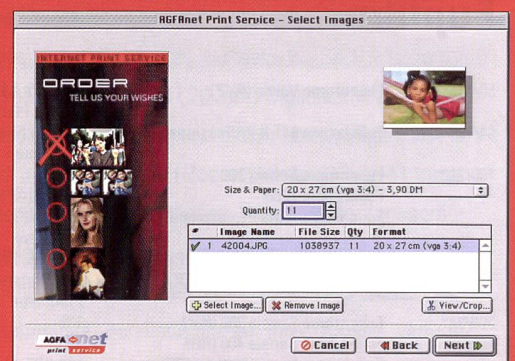 AGFAnet Print Service - Select Images
INTERNET PRINT SERVICE
ORDER
TELL US YOUR WISHES
Size & Paper: 20 x 27 cm (vga 3:4) - 3,90 DM
Quantity: 11
Image Name File Size Qty Format
1 42004.JPG 1038937 11 20 x 27 cm (vga 3:4)
Select Image... Remove Image View/Crop...
AGFA net
print service
Cancel Back Next